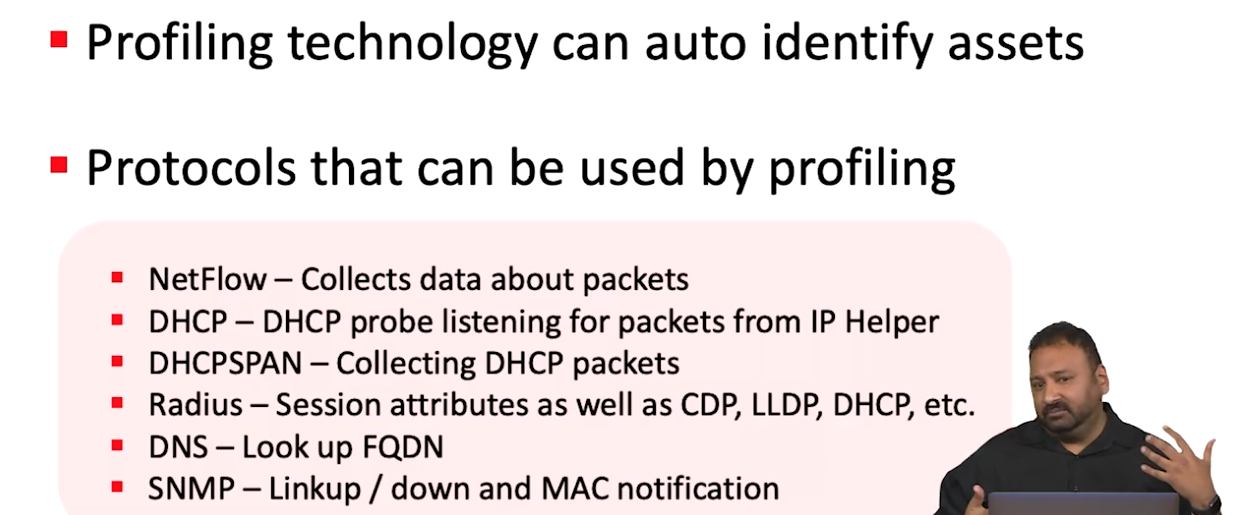 Profiling technology can auto identify assets
Protocols that can be used by profiling
NetFlow – Collects data about packets
DHCP – DHCP probe listening for packets from IP Helper
DHCPSPAN – Collecting DHCP packets
Radius – Session attributes as well as CDP, LLDP, DHCP, etc.
DNS – Look up FQDN
SNMP – Linkup / down and MAC notification